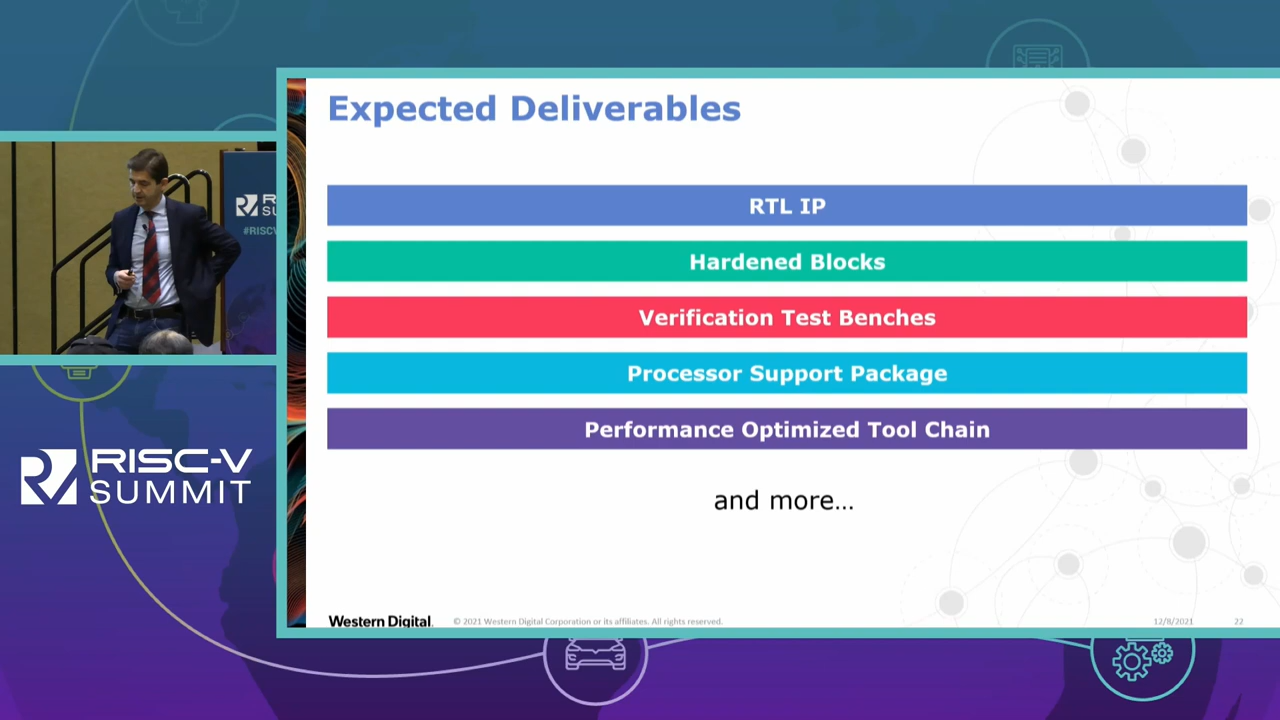 Expected Deliverables
RTL IP
Hardened Blocks
Verification Test Benches
Processor Support Package
Performance Optimized Tool Chain
and more...
Western Digital.
© 2021 Western Digital Corporation or its affiliates. All rights reserved.
12/8/2021
22
#RISCV
RISC-V
SUMMIT